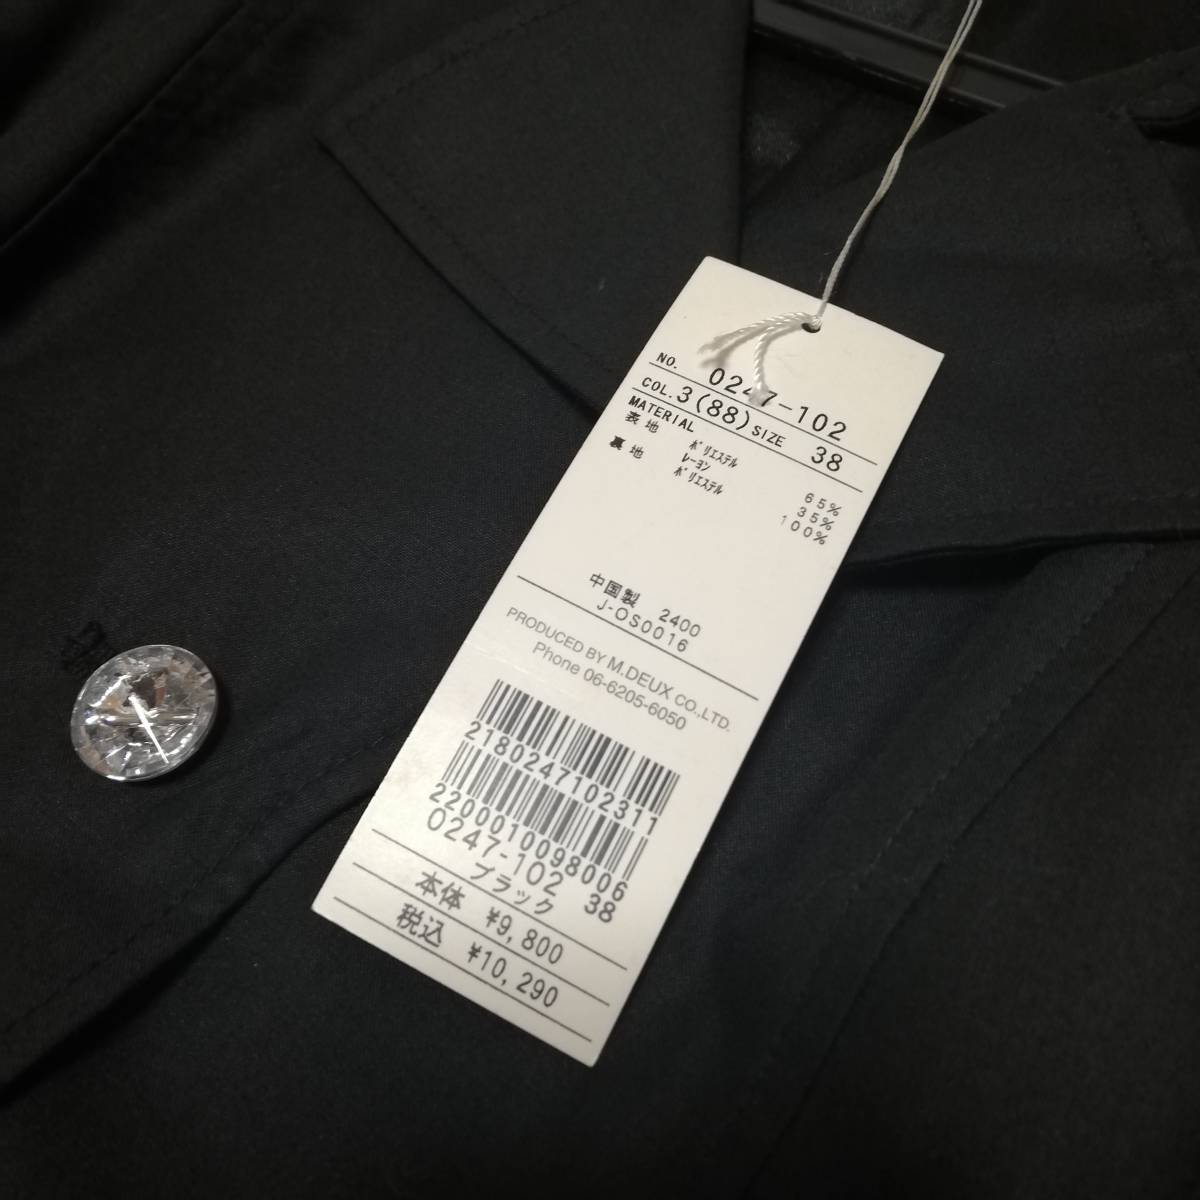 NO. 0247-102
COL. 3(88) SIZE 38
MATERIAL
表地 ポリエステル 65%
レーヨン 35%
裏地 ポリエステル 100%
中国製 2400
J-OS0016
PRODUCED BY M.DEUX CO.,LTD.
Phone 06-6205-6050
2180247102311
2200010098006
0247-102 38
ブラック
本体 ¥9,800
税込 ¥10,290